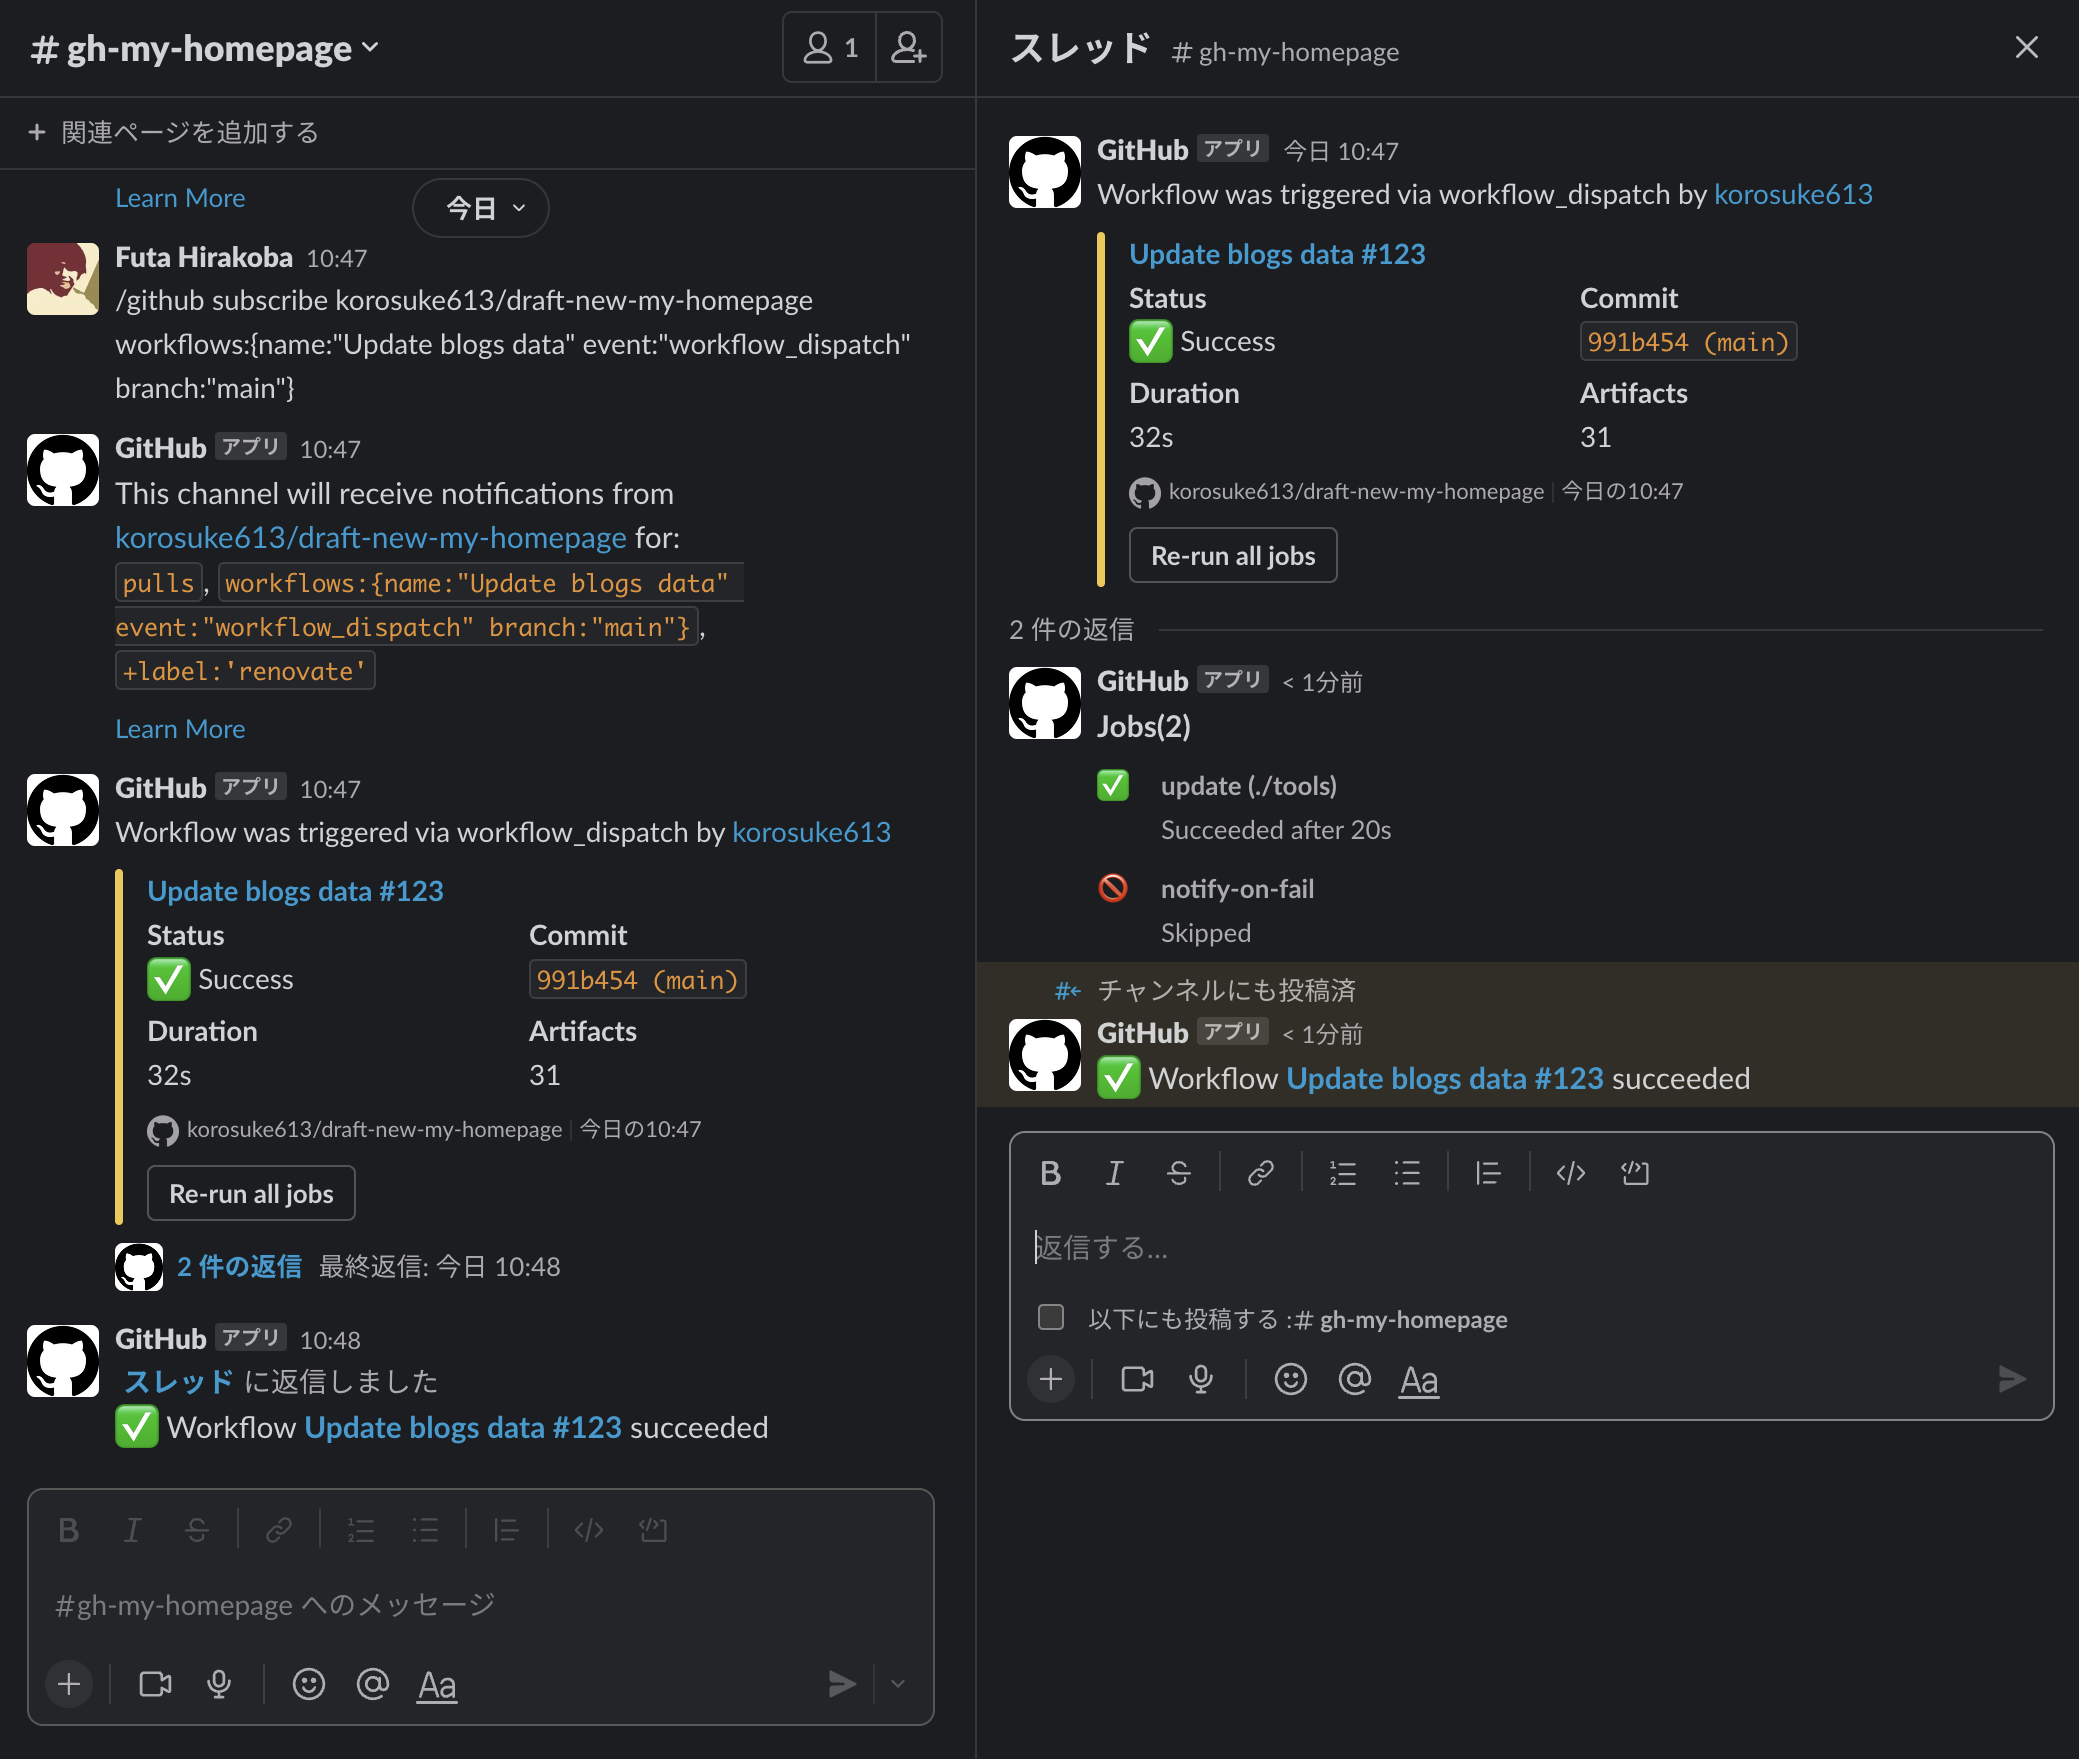 # gh-my-homepage
1
+ 関連ページを追加する
Learn More
今日
Futa Hirakoba 10:47
/github subscribe korosuke613/draft-new-my-homepage
workflows:{name:"Update blogs data" event:"workflow_dispatch"
branch:"main"}
GitHub アプリ 10:47
This channel will receive notifications from
korosuke613/draft-new-my-homepage for:
pulls, workflows:{name:"Update blogs data"
event:"workflow_dispatch" branch:"main"},
+label:'renovate'
Learn More
GitHub アプリ 10:47
Workflow was triggered via workflow_dispatch by korosuke613
Update blogs data #123
Status Commit
Success 991b454 (main)
Duration Artifacts
32s 31
korosuke613/draft-new-my-homepage 今日の10:47
Re-run all jobs
2 件の返信 最終返信: 今日 10:48
GitHub アプリ 10:48
スレッド に返信しました
Workflow Update blogs data #123 succeeded
#gh-my-homepage へのメッセージ
Aa
スレッド # gh-my-homepage
GitHub アプリ 今日 10:47
Workflow was triggered via workflow_dispatch by korosuke613
Update blogs data #123
Status Commit
Success 991b454 (main)
Duration Artifacts
32s 31
korosuke613/draft-new-my-homepage 今日の10:47
Re-run all jobs
2 件の返信
GitHub アプリ < 1分前
Jobs(2)
update (./tools)
Succeeded after 20s
notify-on-fail
Skipped
チャンネルにも投稿済
GitHub アプリ < 1分前
Workflow Update blogs data #123 succeeded
返信する...
以下にも投稿する :# gh-my-homepage
Aa